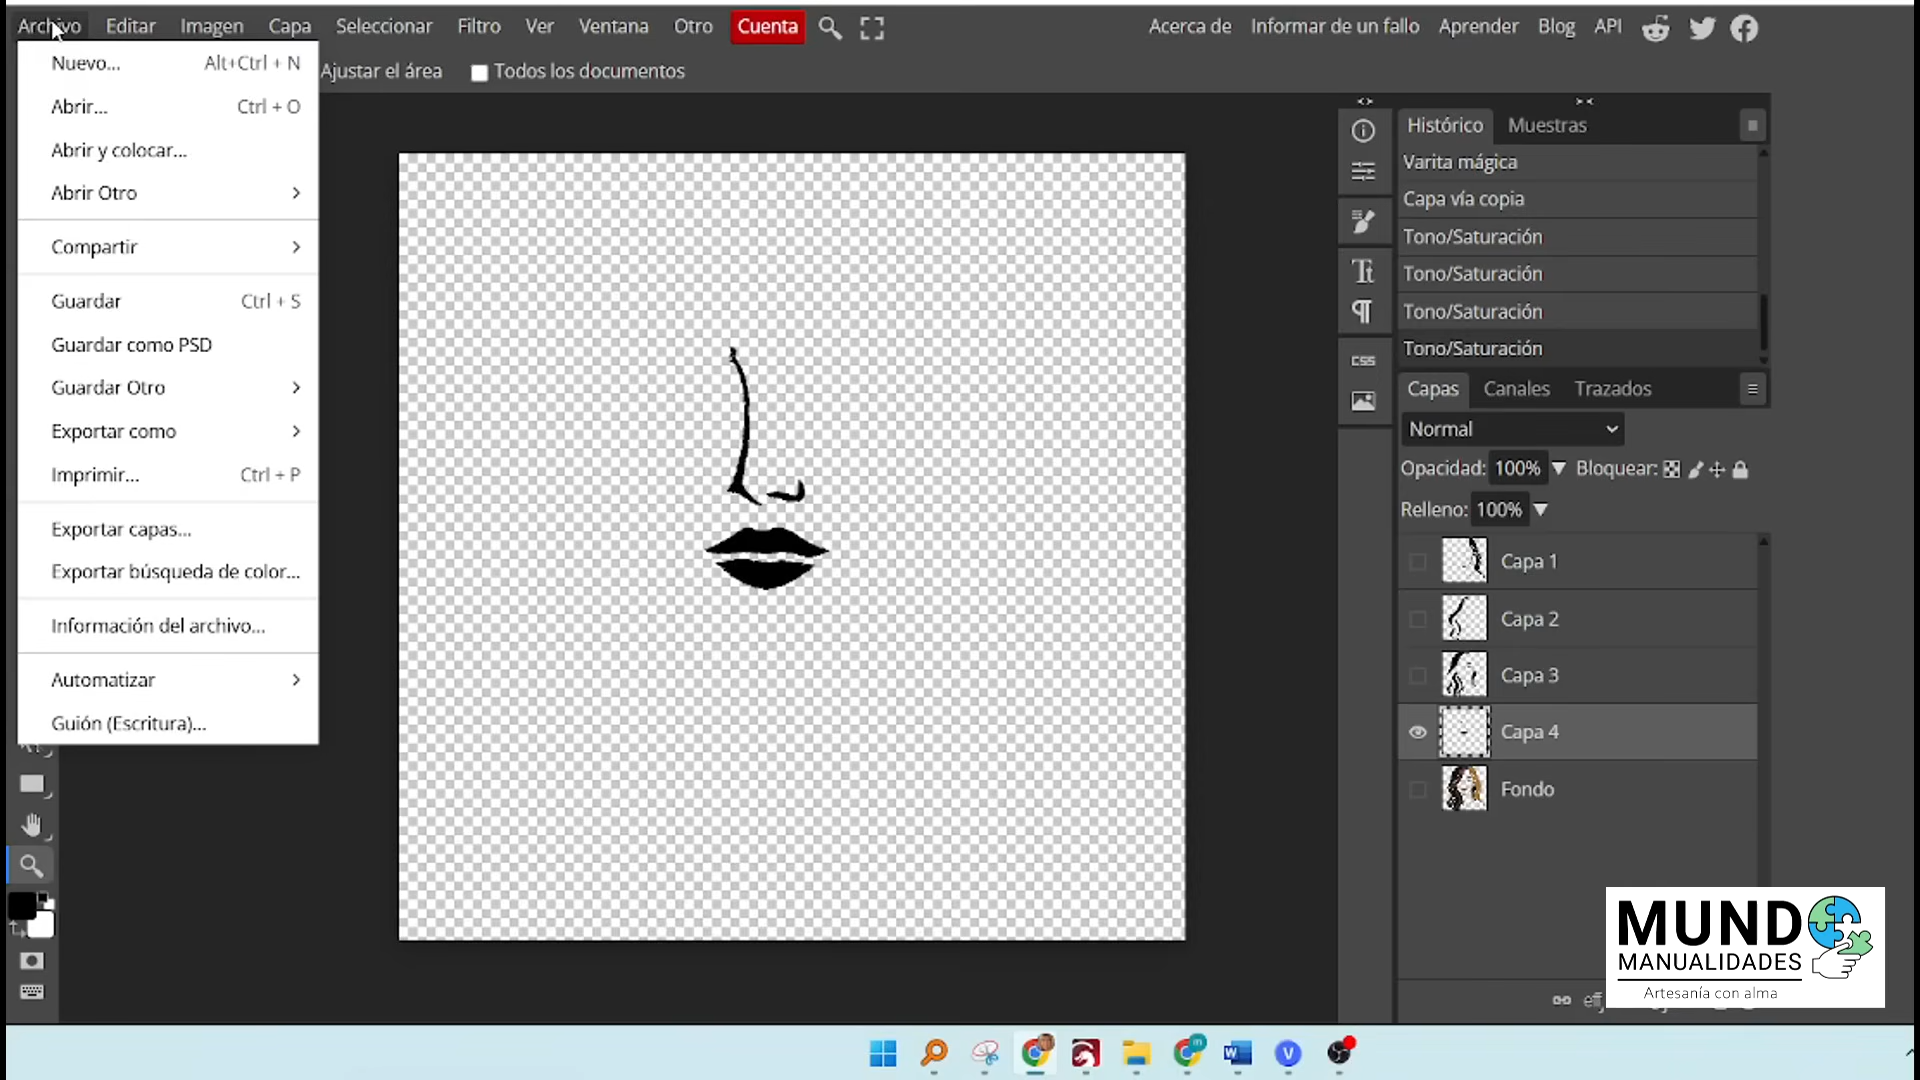 Archivo Editar Imagen Capa Seleccionar Filtro Ver Ventana Otro Cuenta Acerca de Informar de un fallo Aprender Blog API
Ajustar el área Todos los documentos
Nuevo... Alt+Ctrl + N
Abrir... Ctrl + O
Abrir y colocar...
Abrir Otro
Compartir
Guardar Ctrl + S
Guardar como PSD
Guardar Otro
Exportar como
Imprimir... Ctrl + P
Exportar capas...
Exportar búsqueda de color...
Información del archivo...
Automatizar
Guión (Escritura)...
Histórico Muestras
Varita mágica
Capa vía copia
Tono/Saturación
Tono/Saturación
Tono/Saturación
Tono/Saturación
CSS
Capas Canales Trazados
Normal
Opacidad: 100% Bloquear:
Relleno: 100%
Capa 1
Capa 2
Capa 3
Capa 4
Fondo
MUNDO
MANUALIDADES
Artesanía con alma